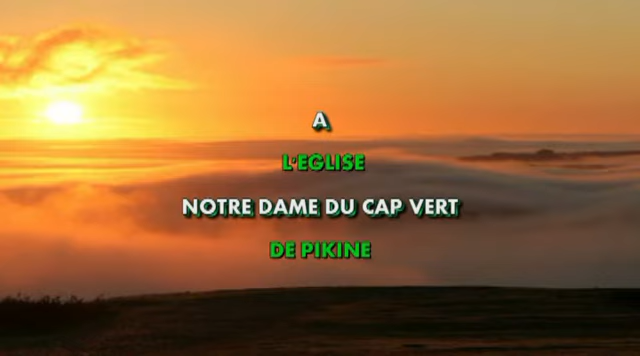 A
L'EGLISE
NOTRE DAME DU CAP VERT
DE PIKINE